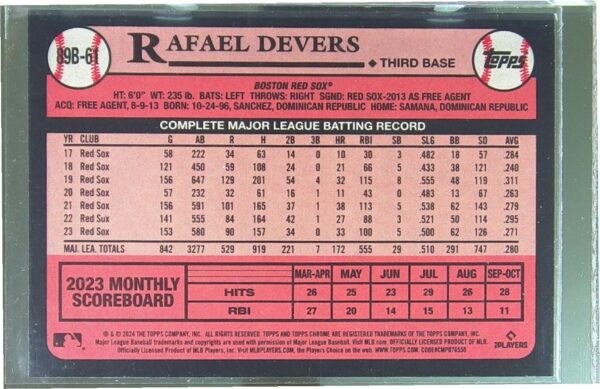 89B-61
RAFAEL DEVERS
THIRD BASE
Topps
BOSTON RED SOX®
HT: 6'0" WT: 235 lb. BATS: LEFT THROWS: RIGHT SGND: RED SOX-2013 AS FREE AGENT
ACQ: FREE AGENT, 8-9-13 BORN: 10-24-96, SANCHEZ, DOMINICAN REPUBLIC HOME: SAMANA, DOMINICAN REPUBLIC
COMPLETE MAJOR LEAGUE BATTING RECORD
YR CLUB G AB R H 2B 3B HR RBI SB SLG BB SO AVG
17 Red Sox 58 222 34 63 14 0 10 30 3 .482 18 57 .284
18 Red Sox 121 450 59 108 24 0 21 66 5 .433 38 121 .240
19 Red Sox 156 647 129 201 54 4 32 115 8 .555 48 119 .311
20 Red Sox 57 232 32 61 16 1 11 43 0 .483 13 67 .263
21 Red Sox 156 591 101 165 37 1 38 113 5 .538 62 143 .279
22 Red Sox 141 555 84 164 42 1 27 88 3 .521 50 114 .295
23 Red Sox 153 580 90 157 34 0 33 100 5 .500 62 126 .271
MAJ. LEA. TOTALS 842 3277 529 919 221 7 172 555 29 .510 291 747 .280
2023 MONTHLY
SCOREBOARD
MAR-APR MAY JUN JUL AUG SEP-OCT
HITS 26 25 23 29 26 28
RBI 27 20 14 15 13 11
® & © 2024 THE TOPPS COMPANY, INC. ALL RIGHTS RESERVED. TOPPS AND TOPPS CHROME ARE REGISTERED TRADEMARKS OF THE TOPPS COMPANY, INC.
Major League Baseball trademarks and copyrights are used with permission of Major League Baseball. Visit MLB.com. Officially Licensed Product of MLB.
Officially Licensed Product of MLB Players, Inc. Visit MLBPLAYERS.com, the Players Choice on the web. WWW.TOPPS.COM. CODE#CMP076550
PLAYERS